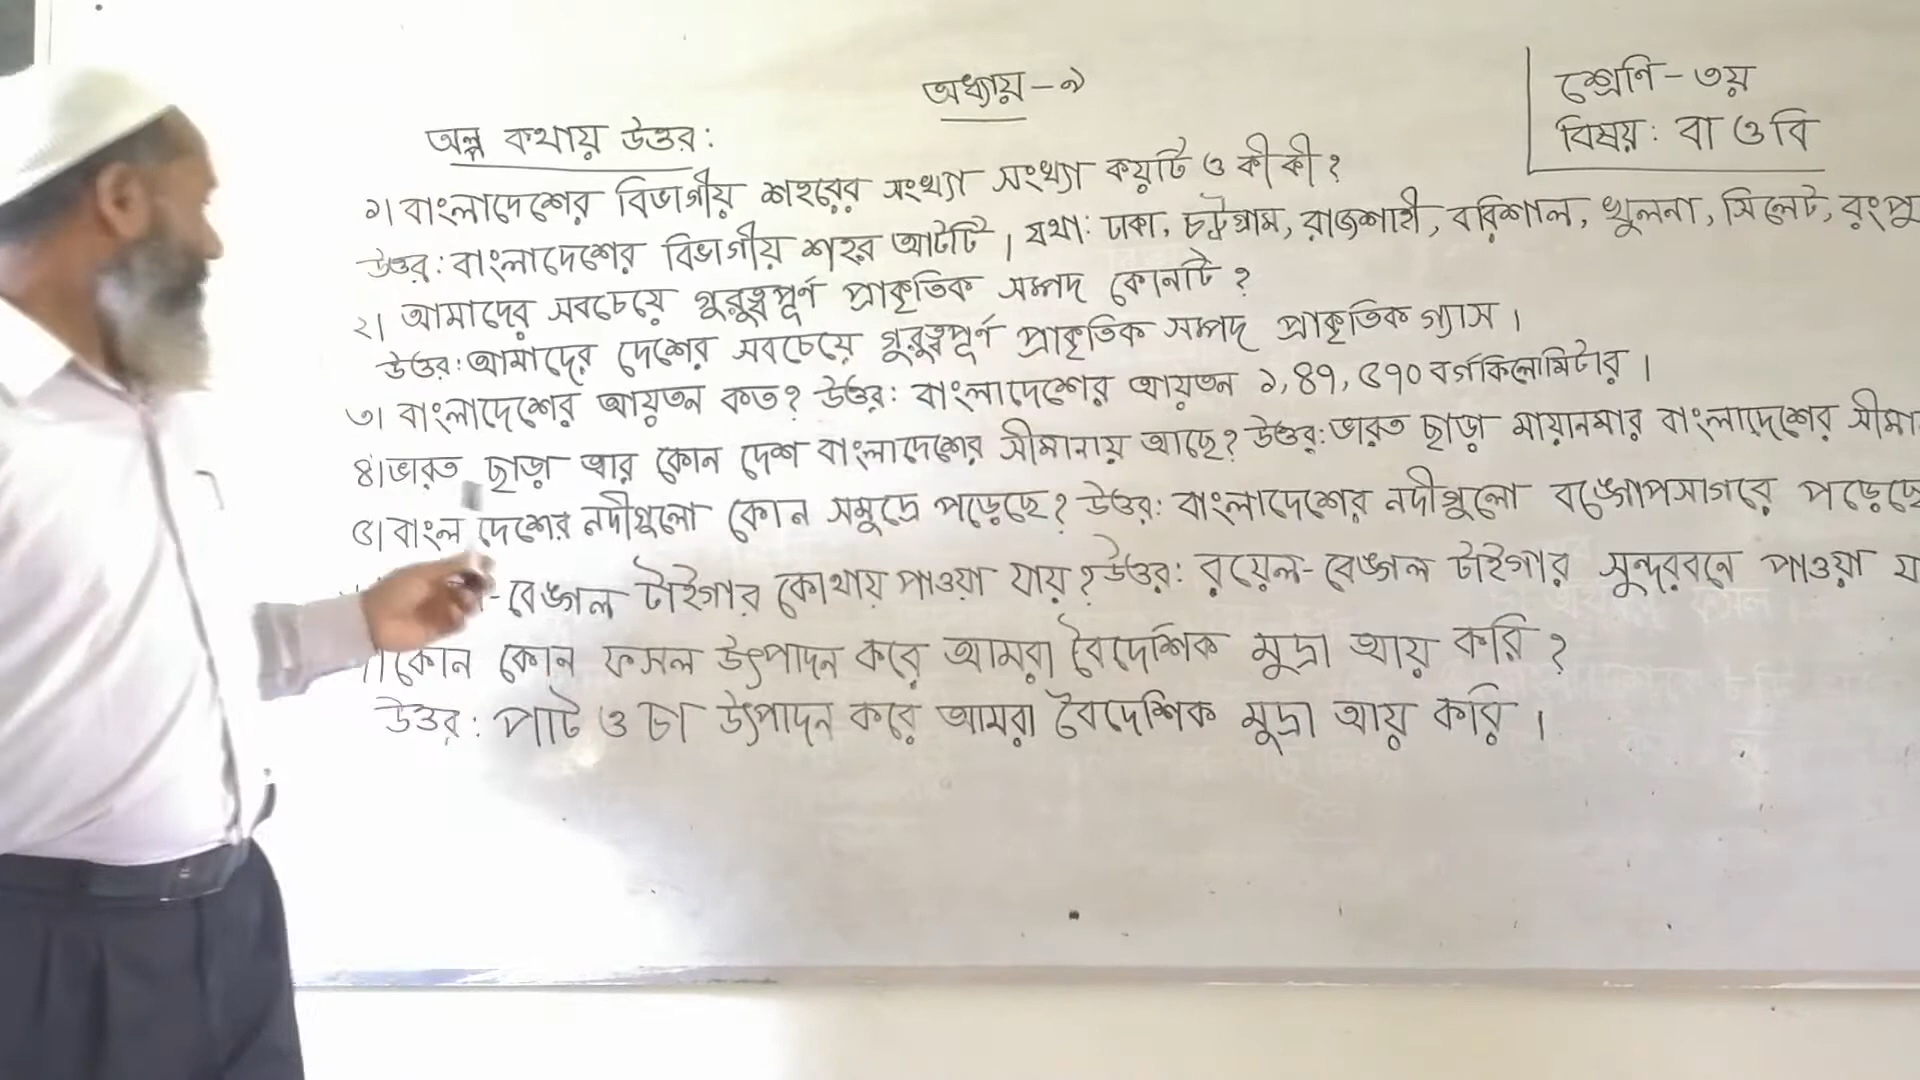 অধ্যায়-৯
শ্রেণি-৩য়
বিষয়: বা ও বি
অল্প কথায় উত্তর:
১। বাংলাদেশের বিভাগীয় শহরের সংখ্যা সংখ্যা কয়টি ও কী কী?
উত্তর: বাংলাদেশের বিভাগীয় শহর আটটি। যথা: ঢাকা, চট্টগ্রাম, রাজশাহী, বরিশাল, খুলনা, সিলেট, রংপু
২। আমাদের সবচেয়ে গুরুত্বপূর্ণ প্রাকৃতিক সম্পদ কোনটি?
উত্তর: আমাদের দেশের সবচেয়ে গুরুত্বপূর্ণ প্রাকৃতিক সম্পদ প্রাকৃতিক গ্যাস।
৩। বাংলাদেশের আয়তন কত? উত্তর: বাংলাদেশের আয়তন ১,৪৭,৫৭০ বর্গকিলোমিটার।
৪। ভারত ছাড়া আর কোন দেশ বাংলাদেশের সীমানায় আছে? উত্তর: ভারত ছাড়া মায়ানমার বাংলাদেশের সীমা
৫। বাংল দেশের নদীগুলো কোন সমুদ্রে পড়েছে? উত্তর: বাংলাদেশের নদীগুলো বঙ্গোপসাগরে পড়েছে
-বেঙ্গল টাইগার কোথায় পাওয়া যায়? উত্তর: রয়েল-বেঙ্গল টাইগার সুন্দরবনে পাওয়া য
। কোন কোন ফসল উৎপাদন করে আমরা বৈদেশিক মুদ্রা আয় করি?
উত্তর: পাট ও চা উৎপাদন করে আমরা বৈদেশিক মুদ্রা আয় করি।